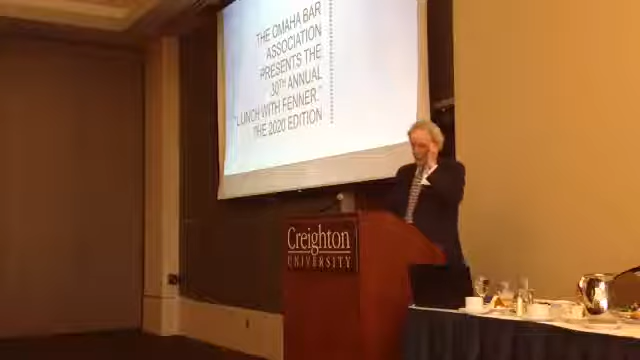 THE OMAHA BAR
ASSOCIATION
PRESENTS THE
30TH ANNUAL
"LUNCH WITH FENNER."
THE 2020 EDITION
Creighton
UNIVERSITY